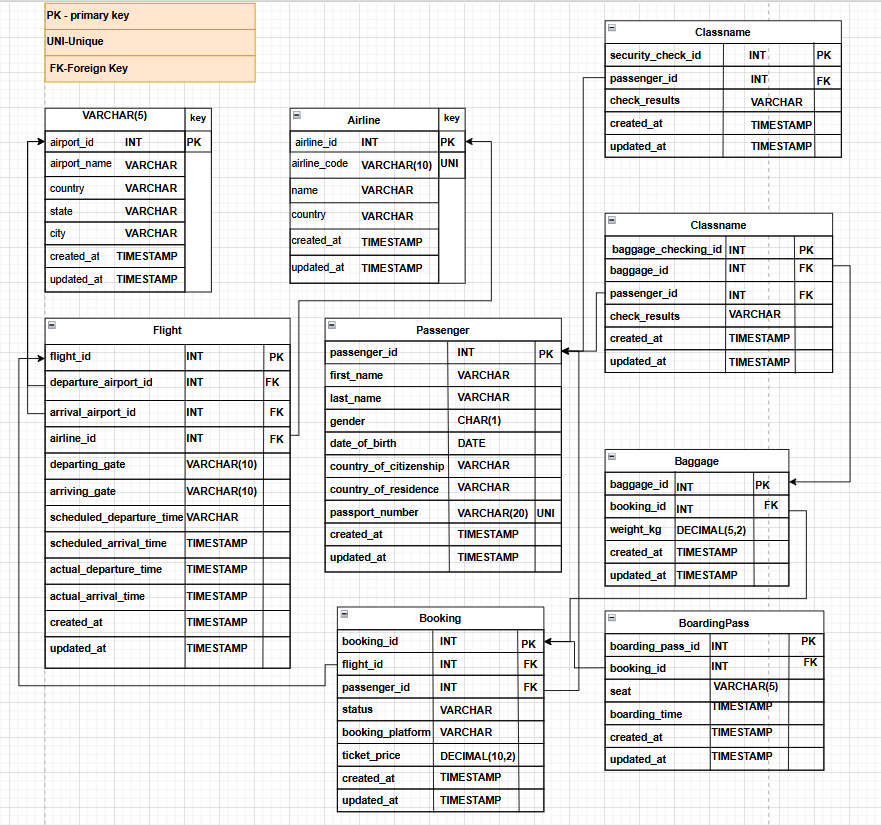 PK - primary key
UNI-Unique
FK-Foreign Key
VARCHAR(5) key
airport_id INT PK
airport_name VARCHAR
country VARCHAR
state VARCHAR
city VARCHAR
created_at TIMESTAMP
updated_at TIMESTAMP
Airline key
airline_id INT PK
airline_code VARCHAR(10) UNI
name VARCHAR
country VARCHAR
created_at TIMESTAMP
updated_at TIMESTAMP
Classname
security_check_id INT PK
passenger_id INT FK
check_results VARCHAR
created_at TIMESTAMP
updated_at TIMESTAMP
Classname
baggage_checking_id INT PK
baggage_id INT FK
passenger_id INT FK
check_results VARCHAR
created_at TIMESTAMP
updated_at TIMESTAMP
Flight
flight_id INT PK
departure_airport_id INT FK
arrival_airport_id INT FK
airline_id INT FK
departing_gate VARCHAR(10)
arriving_gate VARCHAR(10)
scheduled_departure_time VARCHAR
scheduled_arrival_time TIMESTAMP
actual_departure_time TIMESTAMP
actual_arrival_time TIMESTAMP
created_at TIMESTAMP
updated_at TIMESTAMP
Passenger
passenger_id INT PK
first_name VARCHAR
last_name VARCHAR
gender CHAR(1)
date_of_birth DATE
country_of_citizenship VARCHAR
country_of_residence VARCHAR
passport_number VARCHAR(20) UNI
created_at TIMESTAMP
updated_at TIMESTAMP
Baggage
baggage_id INT PK
booking_id INT FK
weight_kg DECIMAL(5,2)
created_at TIMESTAMP
updated_at TIMESTAMP
Booking
booking_id INT PK
flight_id INT FK
passenger_id INT FK
status VARCHAR
booking_platform VARCHAR
ticket_price DECIMAL(10,2)
created_at TIMESTAMP
updated_at TIMESTAMP
BoardingPass
boarding_pass_id INT PK
booking_id INT FK
seat VARCHAR(5)
boarding_time TIMESTAMP
created_at TIMESTAMP
updated_at TIMESTAMP